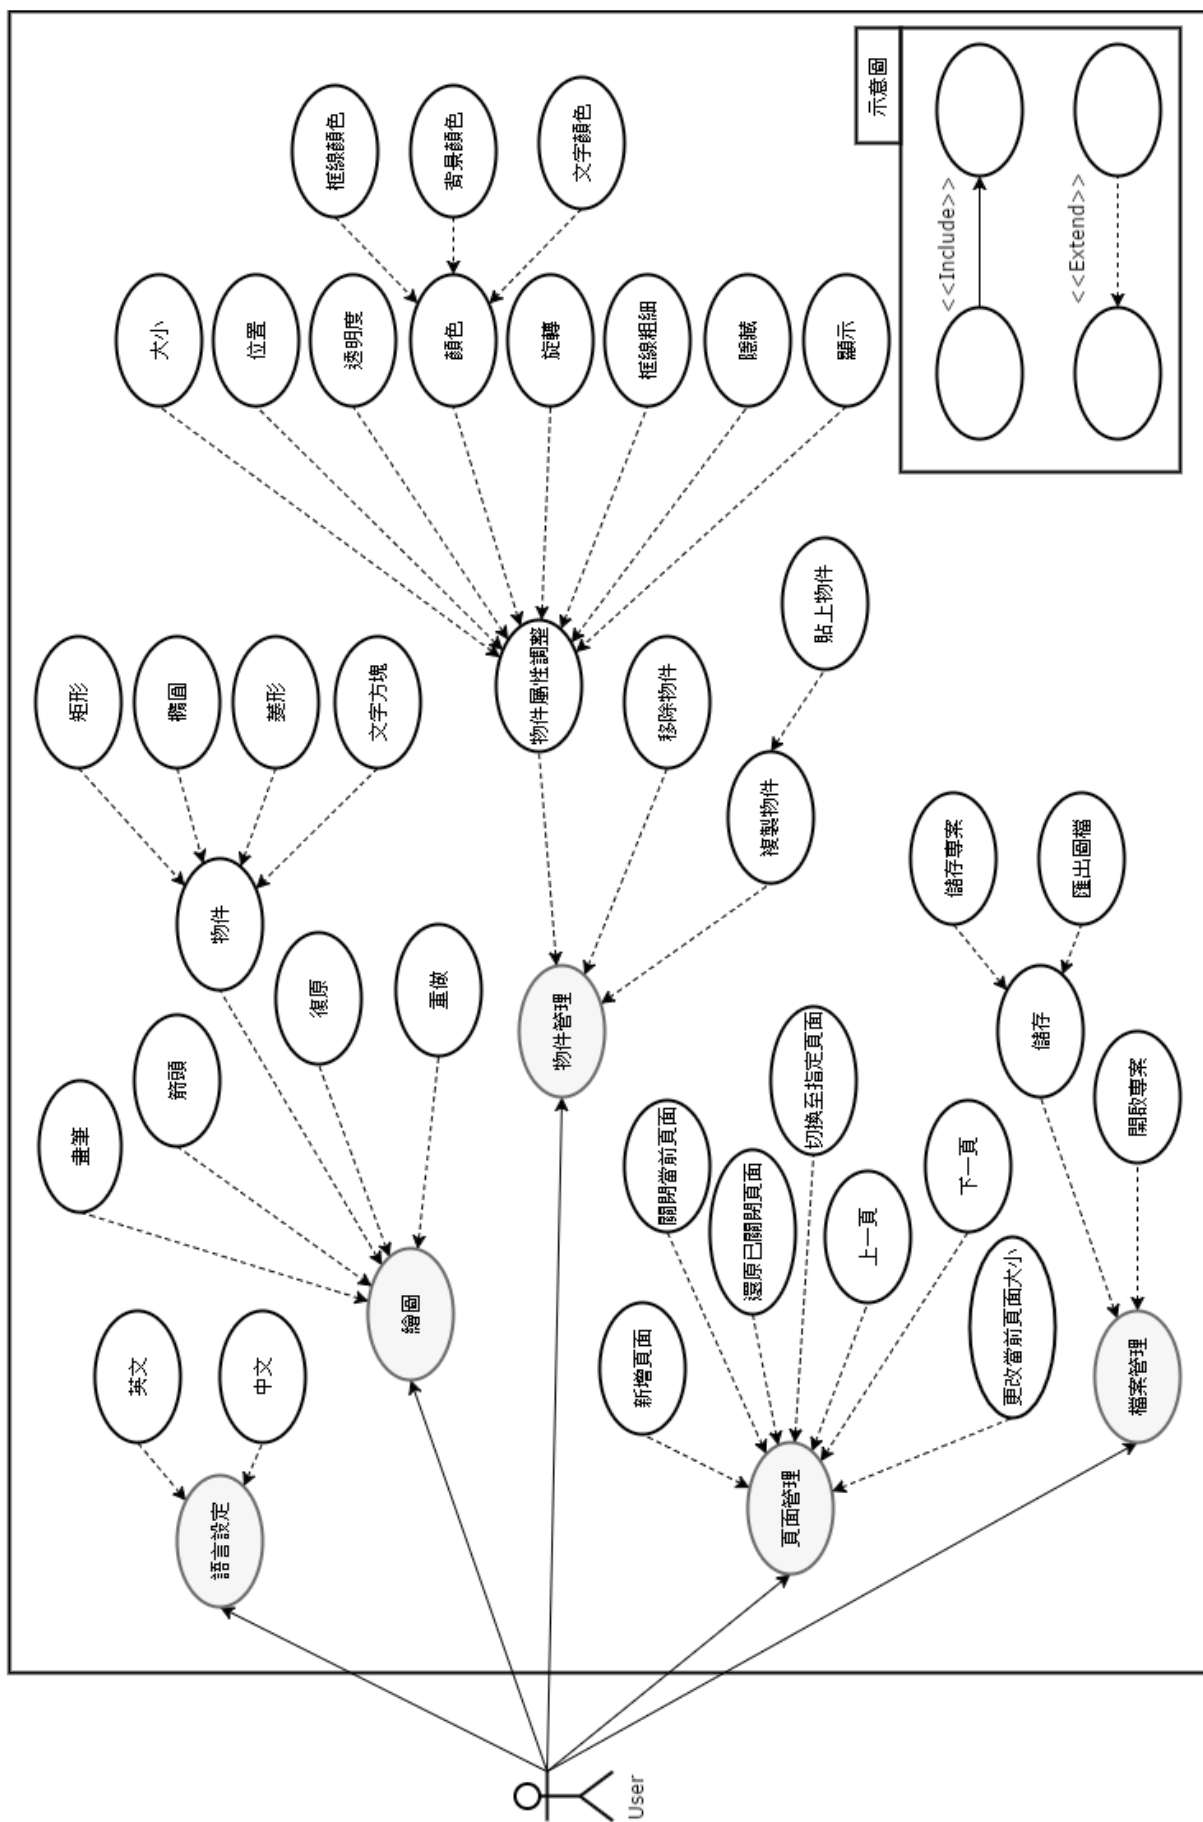 User
語言設定
英文
中文
繪圖
畫筆
箭頭
物件
矩形
橢圓
菱形
文字方塊
復原
重做
物件管理
物件屬性調整
大小
位置
透明度
顏色
框線顏色
背景顏色
文字顏色
旋轉
框線粗細
隱藏
顯示
移除物件
複製物件
貼上物件
頁面管理
新增頁面
關閉當前頁面
還原已關閉頁面
切換至指定頁面
上一頁
下一頁
更改當前頁面大小
檔案管理
儲存
儲存專案
匯出圖檔
開啟專案
示意圖
<<Include>>
<<Extend>>